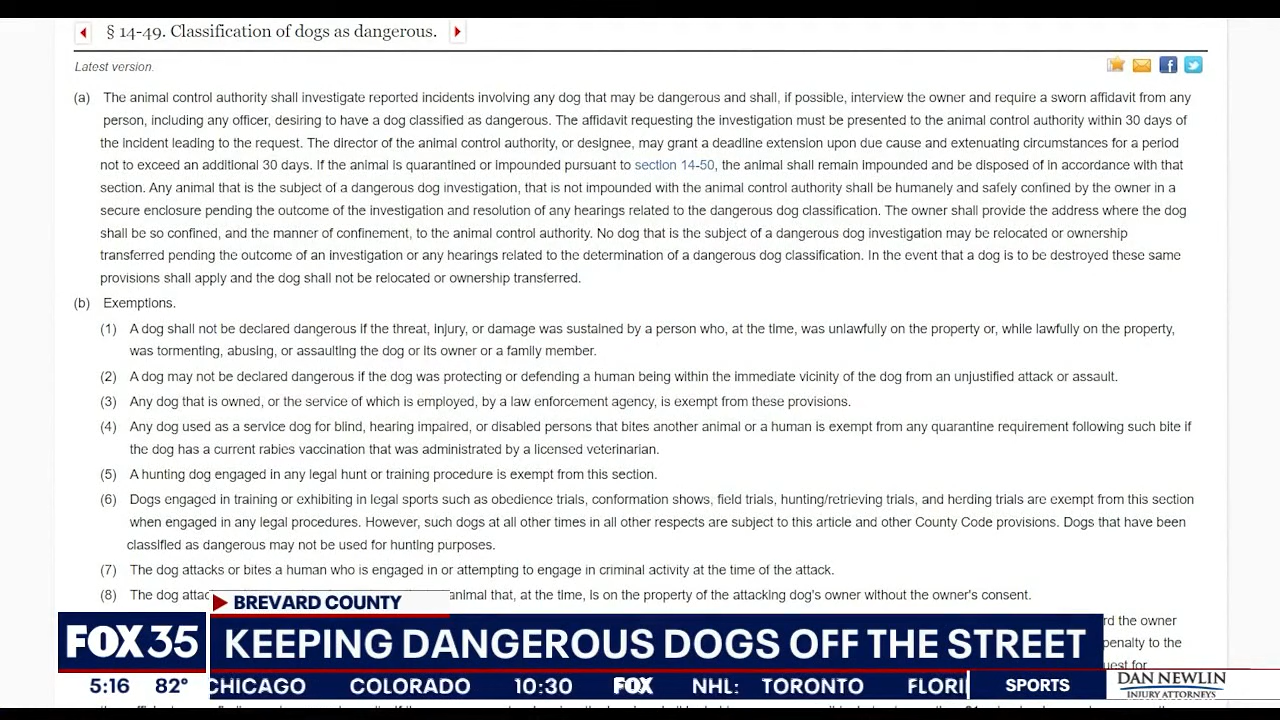 § 14-49. Classification of dogs as dangerous.
Latest version.
(a) The animal control authority shall investigate reported incidents involving any dog that may be dangerous and shall, if possible, interview the owner and require a sworn affidavit from any
person, including any officer, desiring to have a dog classified as dangerous. The affidavit requesting the investigation must be presented to the animal control authority within 30 days of
the incident leading to the request. The director of the animal control authority, or designee, may grant a deadline extension upon due cause and extenuating circumstances for a period
not to exceed an additional 30 days. If the animal is quarantined or impounded pursuant to section 14-50, the animal shall remain impounded and be disposed of in accordance with that
section. Any animal that is the subject of a dangerous dog investigation, that is not impounded with the animal control authority shall be humanely and safely confined by the owner in a
secure enclosure pending the outcome of the investigation and resolution of any hearings related to the dangerous dog classification. The owner shall provide the address where the dog
shall be so confined, and the manner of confinement, to the animal control authority. No dog that is the subject of a dangerous dog investigation may be relocated or ownership
transferred pending the outcome of an investigation or any hearings related to the determination of a dangerous dog classification. In the event that a dog is to be destroyed these same
provisions shall apply and the dog shall not be relocated or ownership transferred.
(b) Exemptions.
(1) A dog shall not be declared dangerous if the threat, injury, or damage was sustained by a person who, at the time, was unlawfully on the property or, while lawfully on the property,
was tormenting, abusing, or assaulting the dog or its owner or a family member.
(2) A dog may not be declared dangerous if the dog was protecting or defending a human being within the immediate vicinity of the dog from an unjustified attack or assault.
(3) Any dog that is owned, or the service of which is employed, by a law enforcement agency, is exempt from these provisions.
(4) Any dog used as a service dog for blind, hearing impaired, or disabled persons that bites another animal or a human is exempt from any quarantine requirement following such bite if
the dog has a current rabies vaccination that was administrated by a licensed veterinarian.
(5) A hunting dog engaged in any legal hunt or training procedure is exempt from this section.
(6) Dogs engaged in training or exhibiting in legal sports such as obedience trials, conformation shows, field trials, hunting/retrieving trials, and herding trials are exempt from this section
when engaged in any legal procedures. However, such dogs at all other times in all other respects are subject to this article and other County Code provisions. Dogs that have been
classified as dangerous may not be used for hunting purposes.
(7) The dog attacks or bites a human who is engaged in or attempting to engage in criminal activity at the time of the attack.
(8) The dog animal that, at the time, is on the property of the attacking dog's owner without the owner's consent.
the owner
penalty to the
BREVARD COUNTY
FOX 35
KEEPING DANGEROUS DOGS OFF THE STREET
5:16 82° CHICAGO COLORADO 10:30 FOX NHL: TORONTO FLORI SPORTS
DAN NEWLIN
INJURY ATTORNEYS